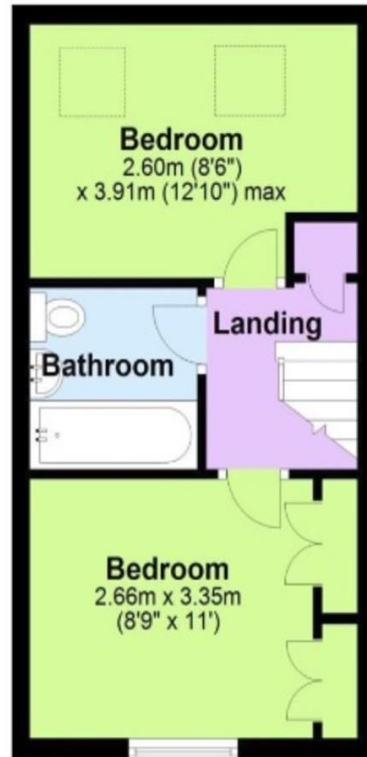 Bedroom
2.60m (8'6")
x 3.91m (12'10") max
Landing
Bathroom
Bedroom
2.66m x 3.35m
(8'9" x 11')